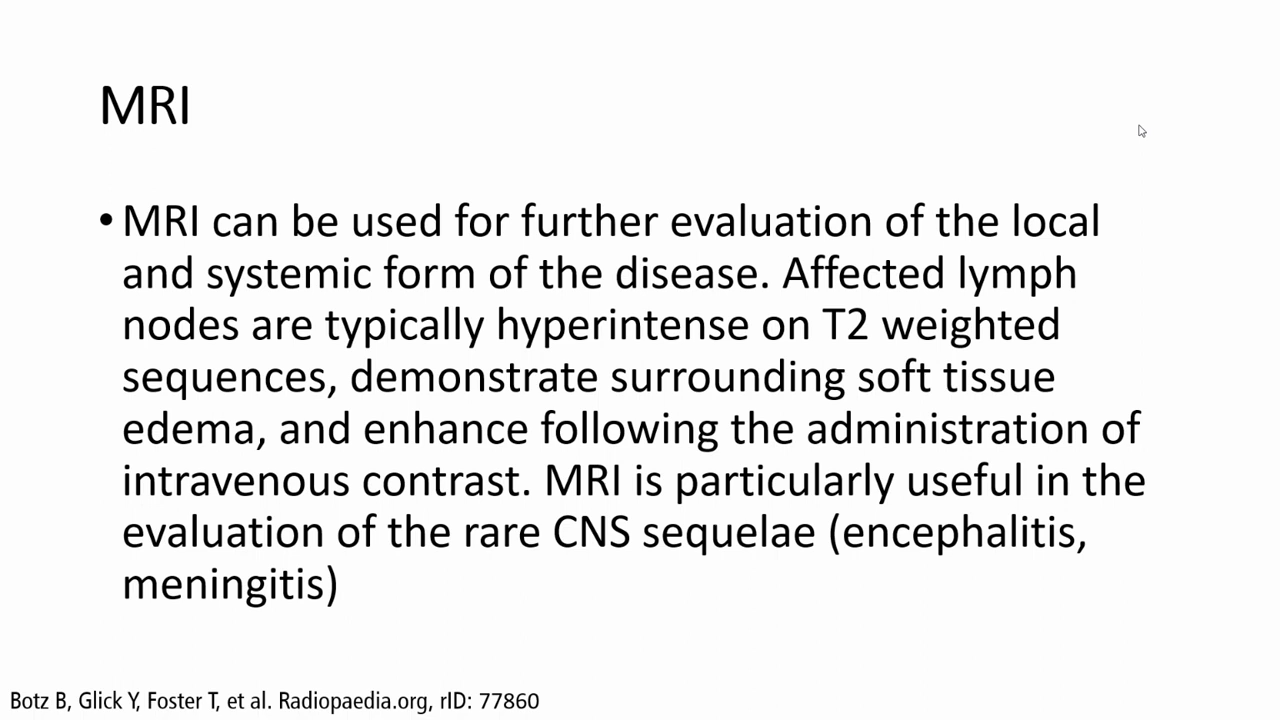 MRI
• MRI can be used for further evaluation of the local
and systemic form of the disease. Affected lymph
nodes are typically hyperintense on T2 weighted
sequences, demonstrate surrounding soft tissue
edema, and enhance following the administration of
intravenous contrast. MRI is particularly useful in the
evaluation of the rare CNS sequelae (encephalitis,
meningitis)
Botz B, Glick Y, Foster T, et al. Radiopaedia.org, rID: 77860